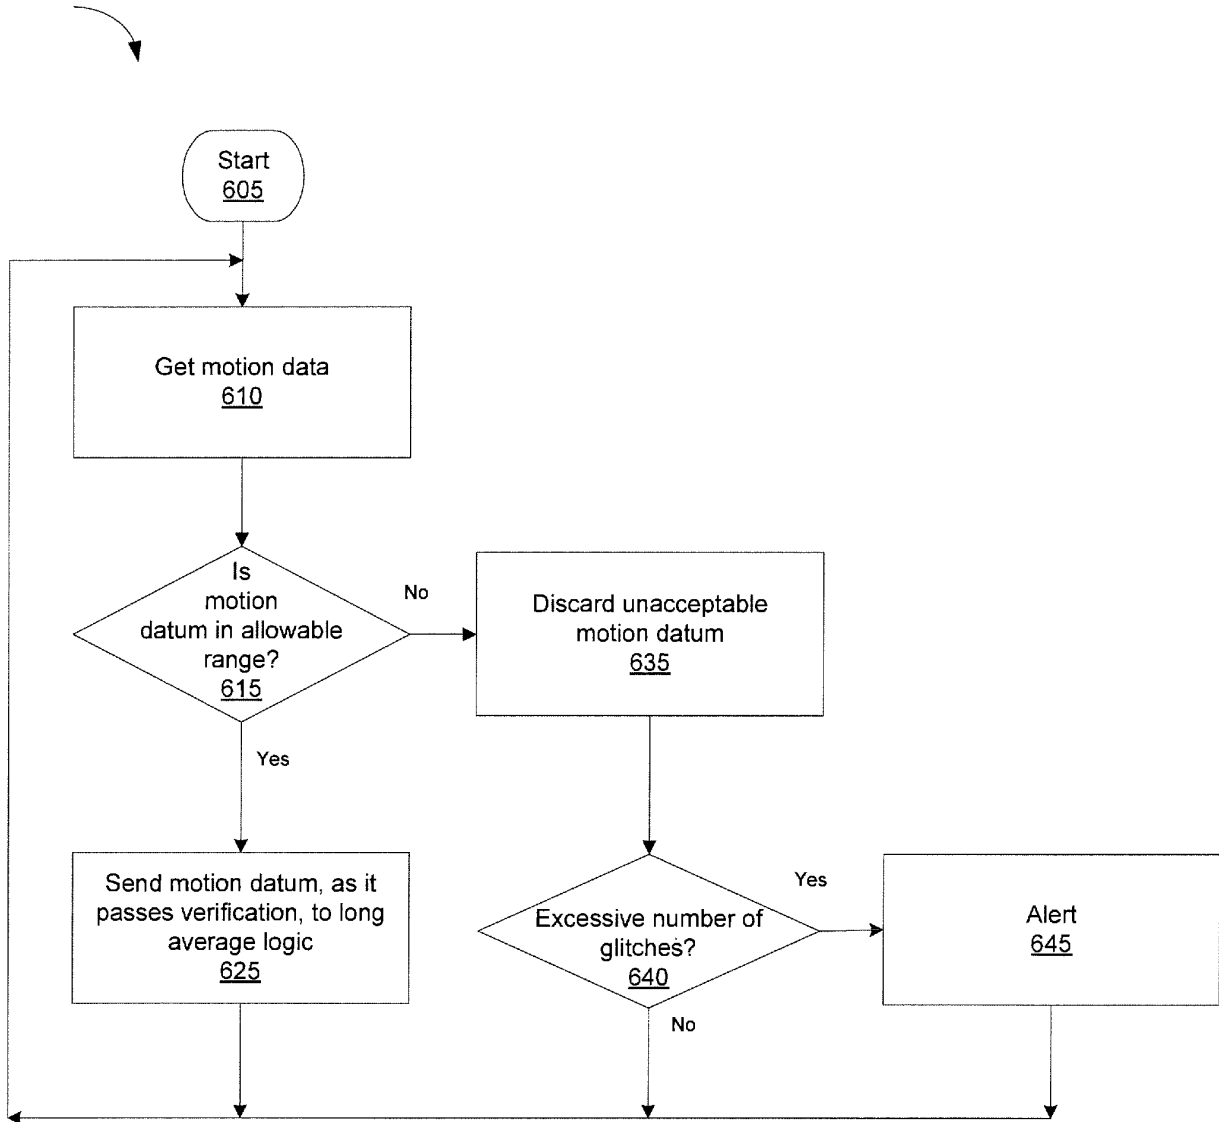 Start
605
Get motion data
610
Is
motion
datum in allowable
range?
615
No
Discard unacceptable
motion datum
635
Yes
Send motion datum, as it
passes verification, to long
average logic
625
Excessive number of
glitches?
640
Yes
Alert
645
No